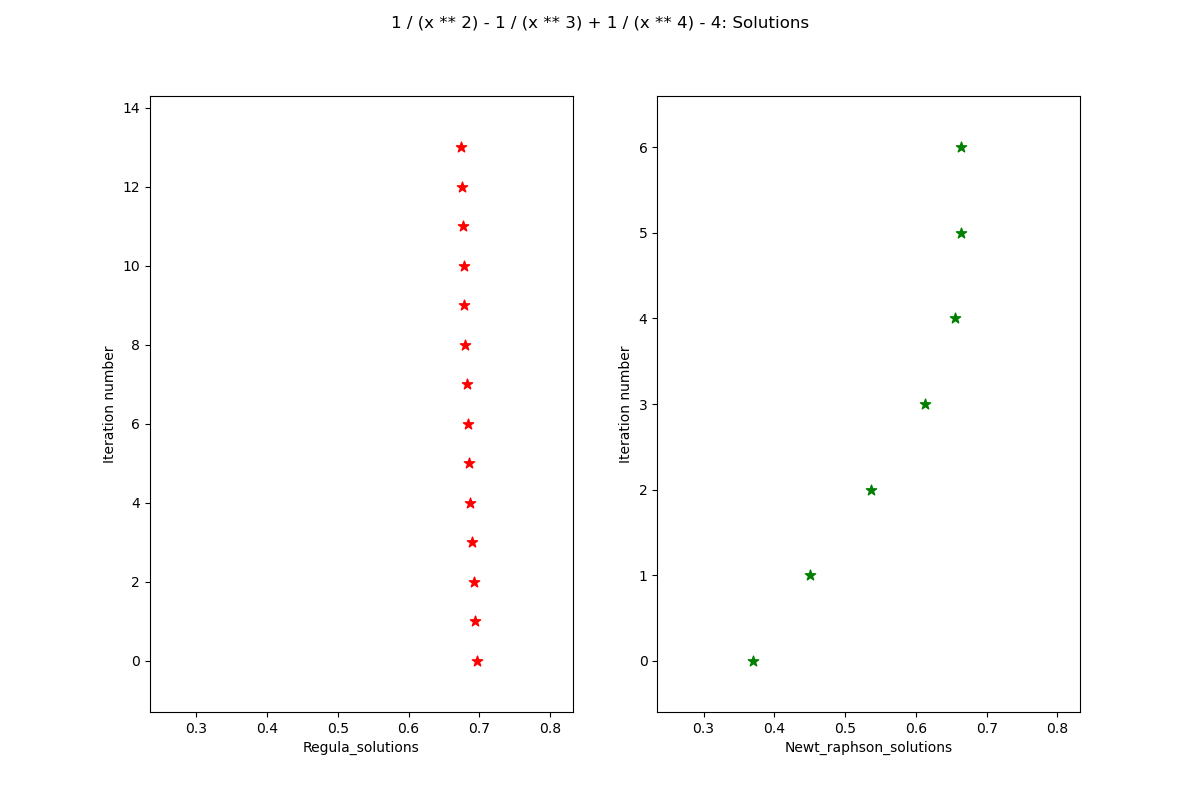 1 / (x ** 2) - 1 / (x ** 3) + 1 / (x ** 4) - 4: Solutions
14
12
10
8
6
4
2
0
Iteration number
0.3 0.4 0.5 0.6 0.7 0.8
Regula_solutions
6
5
4
3
2
1
0
Iteration number
0.3 0.4 0.5 0.6 0.7 0.8
Newt_raphson_solutions